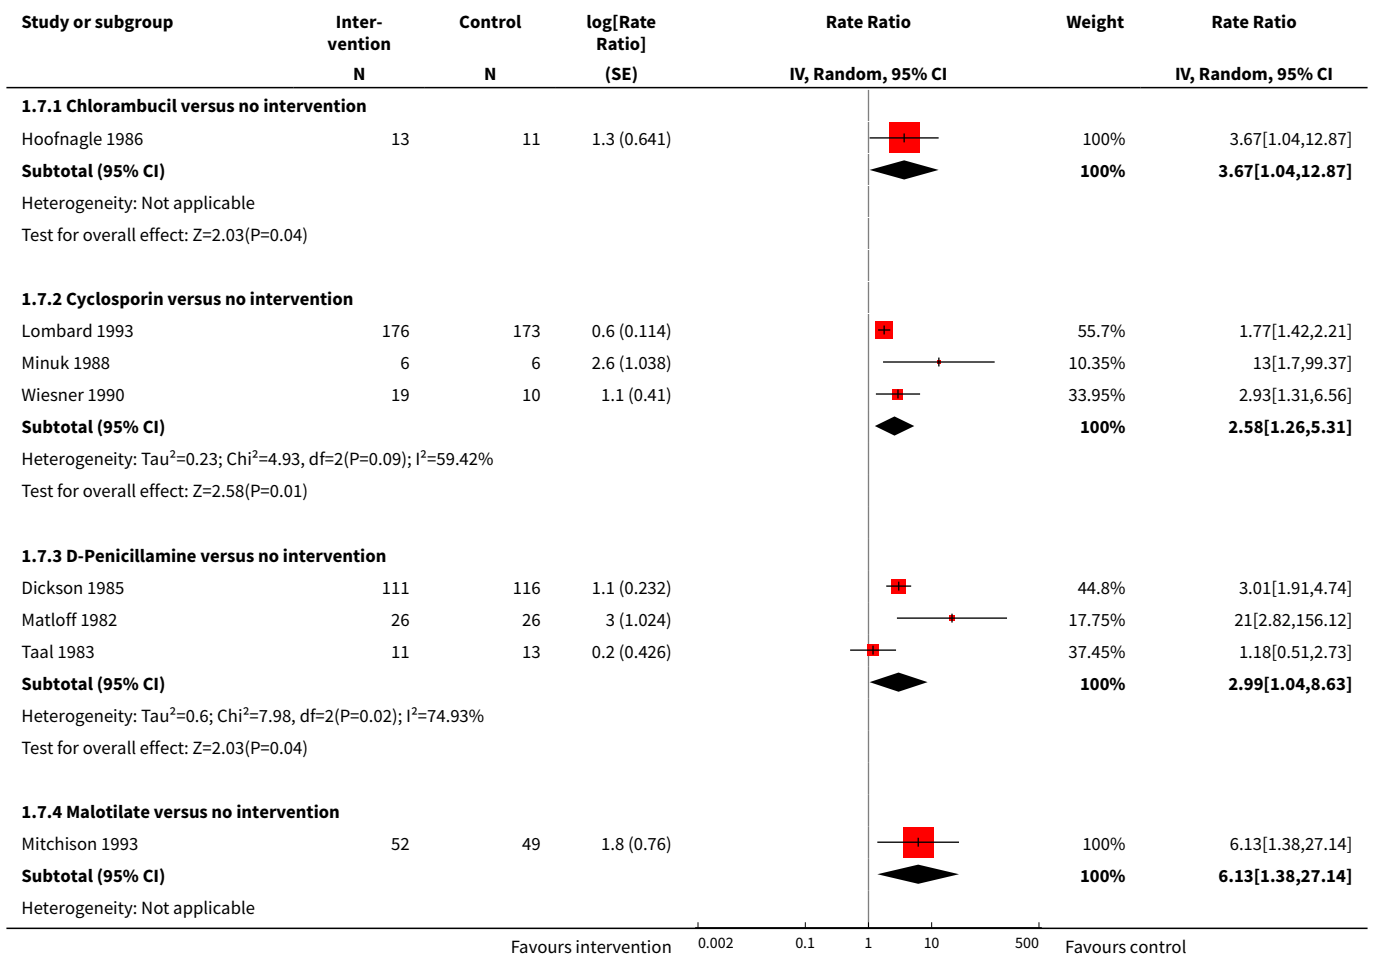 Study or subgroup Inter- Control log[Rate Rate Ratio Weight Rate Ratio
vention Ratio]
N N (SE) IV, Random, 95% CI IV, Random, 95% CI
1.7.1 Chlorambucil versus no intervention
Hoofnagle 1986 13 11 1.3 (0.641) 100% 3.67[1.04,12.87]
Subtotal (95% CI) 100% 3.67[1.04,12.87]
Heterogeneity: Not applicable
Test for overall effect: Z=2.03(P=0.04)
1.7.2 Cyclosporin versus no intervention
Lombard 1993 176 173 0.6 (0.114) 55.7% 1.77[1.42,2.21]
Minuk 1988 6 6 2.6 (1.038) 10.35% 13[1.7,99.37]
Wiesner 1990 19 10 1.1 (0.41) 33.95% 2.93[1.31,6.56]
Subtotal (95% CI) 100% 2.58[1.26,5.31]
Heterogeneity: Tau²=0.23; Chi²=4.93, df=2(P=0.09); I²=59.42%
Test for overall effect: Z=2.58(P=0.01)
1.7.3 D-Penicillamine versus no intervention
Dickson 1985 111 116 1.1 (0.232) 44.8% 3.01[1.91,4.74]
Matloff 1982 26 26 3 (1.024) 17.75% 21[2.82,156.12]
Taal 1983 11 13 0.2 (0.426) 37.45% 1.18[0.51,2.73]
Subtotal (95% CI) 100% 2.99[1.04,8.63]
Heterogeneity: Tau²=0.6; Chi²=7.98, df=2(P=0.02); I²=74.93%
Test for overall effect: Z=2.03(P=0.04)
1.7.4 Malotilate versus no intervention
Mitchison 1993 52 49 1.8 (0.76) 100% 6.13[1.38,27.14]
Subtotal (95% CI) 100% 6.13[1.38,27.14]
Heterogeneity: Not applicable
Favours intervention 0.002 0.1 1 10 500 Favours control